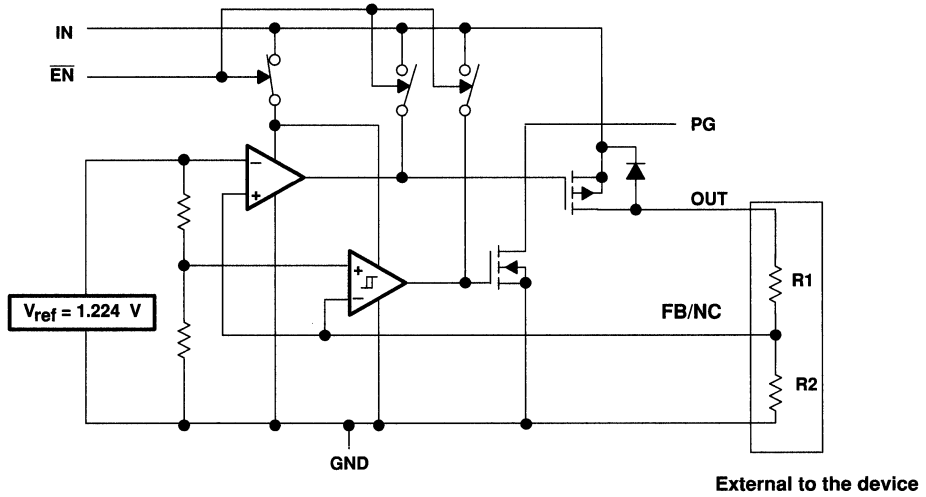 IN
EN
PG
OUT
R1
Vref = 1.224 V
FB/NC
R2
GND
External to the device